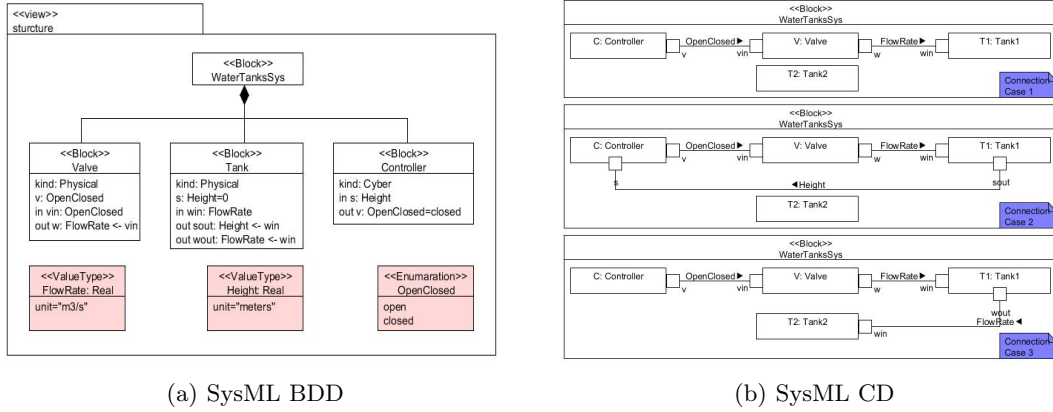 <<view>>
sturcture
<<Block>>
WaterTanksSys
<<Block>>
Valve
kind: Physical
v: OpenClosed
in vin: OpenClosed
out w: FlowRate <- vin
<<Block>>
Tank
kind: Physical
s: Height=0
in win: FlowRate
out sout: Height <- win
out wout: FlowRate <- win
<<Block>>
Controller
kind: Cyber
in s: Height
out v: OpenClosed=closed
<<ValueType>>
FlowRate: Real
unit="m3/s"
<<ValueType>>
Height: Real
unit="meters"
<<Enumaration>>
OpenClosed
open
closed
(a) SysML BDD
<<Block>>
WaterTanksSys
C: Controller
OpenClosed
v
vin
V: Valve
FlowRate
w
win
T1: Tank1
T2: Tank2
Connection
Case 1
<<Block>>
WaterTanksSys
C: Controller
OpenClosed
v
vin
V: Valve
FlowRate
w
win
T1: Tank1
s
Height
sout
T2: Tank2
Connection
Case 2
<<Block>>
WaterTanksSys
C: Controller
OpenClosed
v
vin
V: Valve
FlowRate
w
win
T1: Tank1
wout
FlowRate
T2: Tank2
win
Connection
Case 3
(b) SysML CD